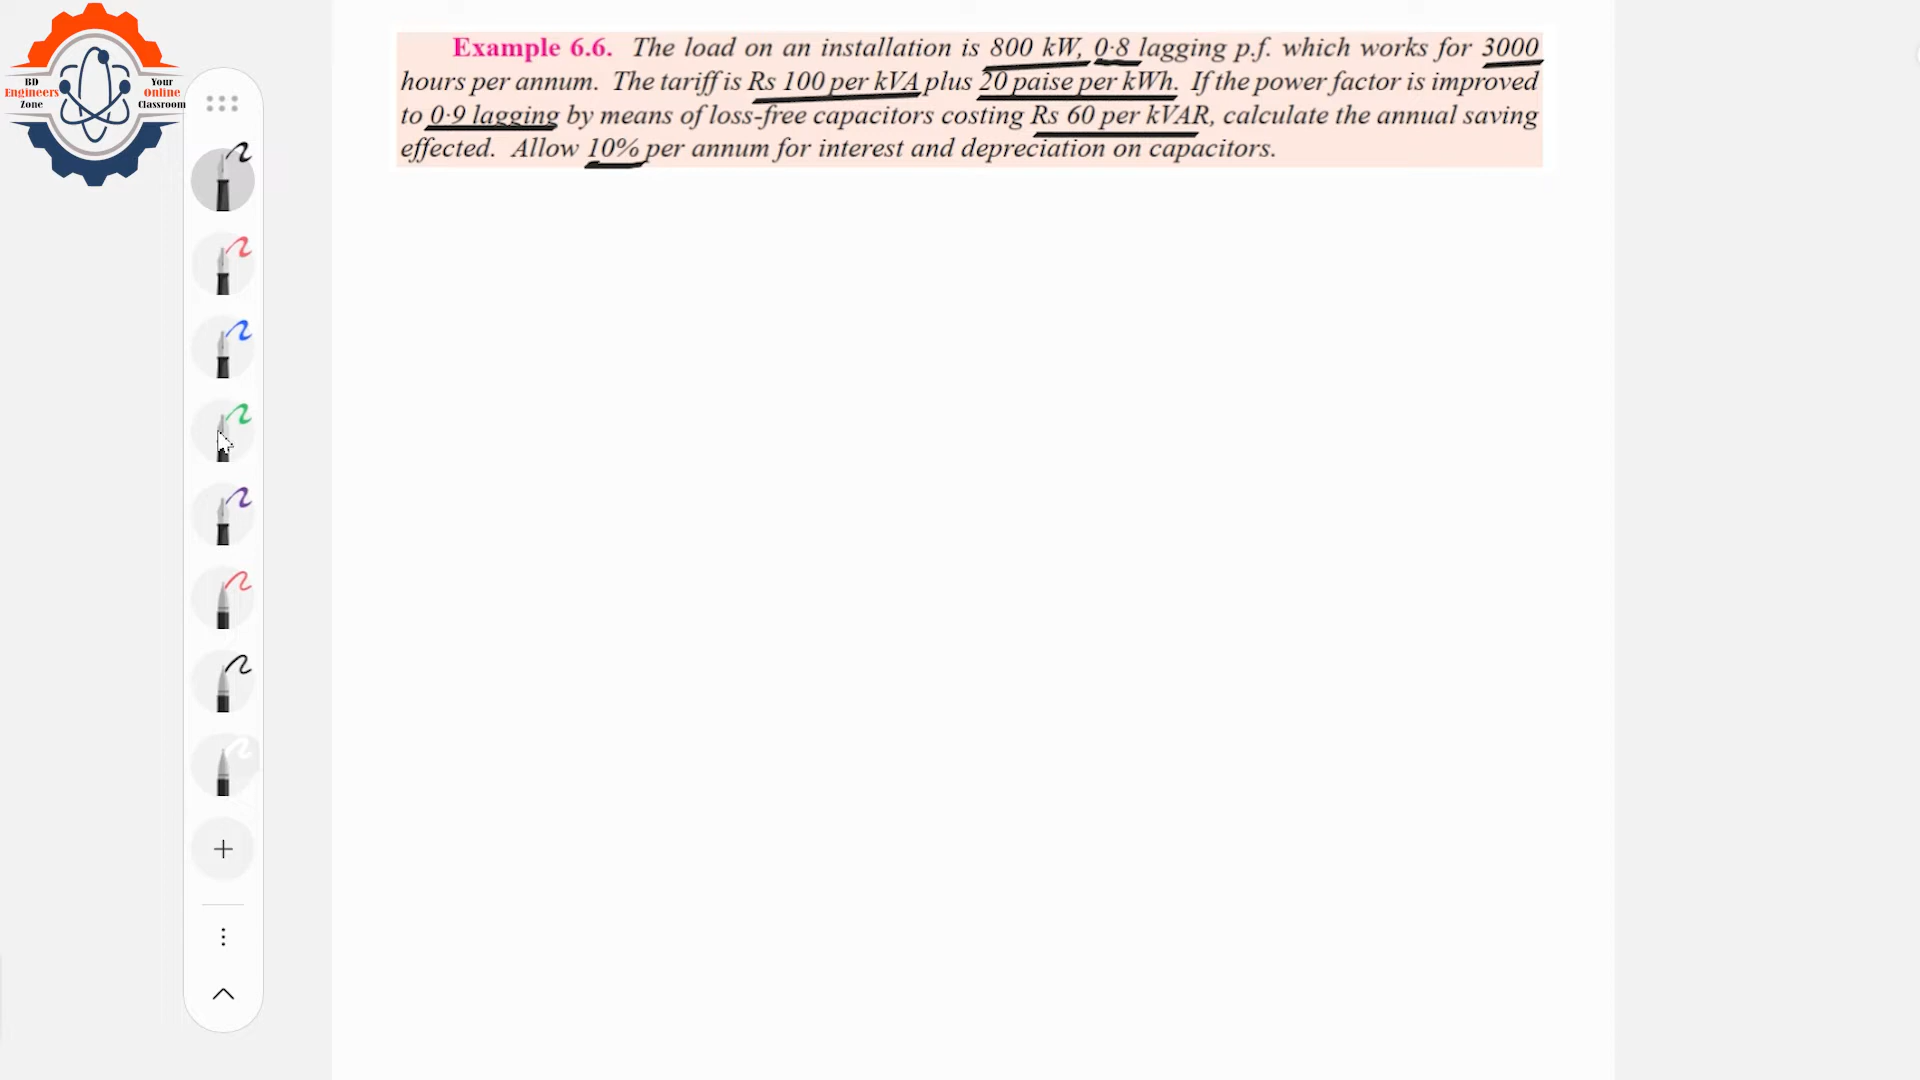 BD
Engineers
Zone
Your
Online
Classroom
Example 6.6. The load on an installation is 800 kW, 0·8 lagging p.f. which works for 3000
hours per annum. The tariff is Rs 100 per kVA plus 20 paise per kWh. If the power factor is improved
to 0·9 lagging by means of loss-free capacitors costing Rs 60 per kVAR, calculate the annual saving
effected. Allow 10% per annum for interest and depreciation on capacitors.